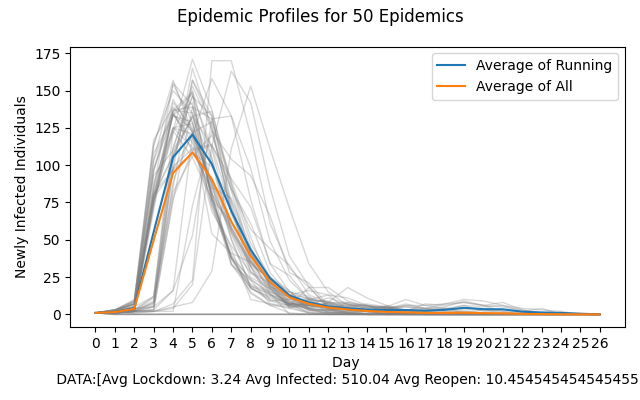 Epidemic Profiles for 50 Epidemics
175
150
125
100
75
50
25
0
Newly Infected Individuals
Average of Running
Average of All
0 1 2 3 4 5 6 7 8 9 10 11 12 13 14 15 16 17 18 19 20 21 22 23 24 25 26
Day
DATA:[Avg Lockdown: 3.24 Avg Infected: 510.04 Avg Reopen: 10.454545454545455